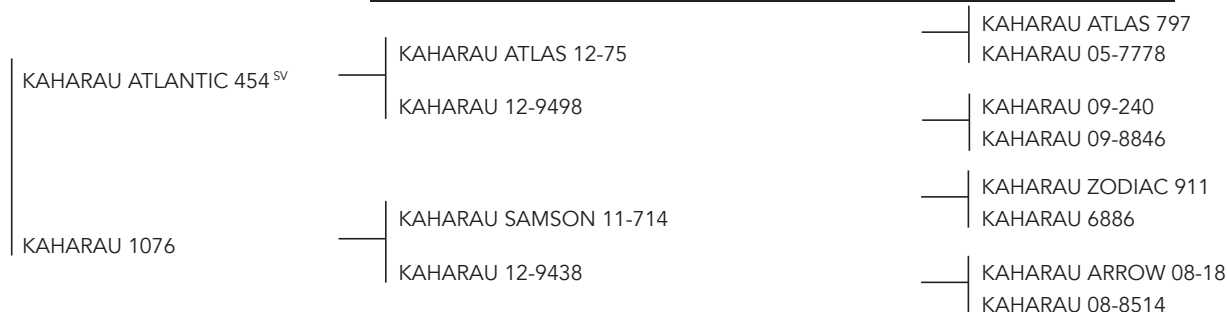 KAHARAU ATLANTIC 454 SV
KAHARAU 1076
KAHARAU ATLAS 12-75
KAHARAU 12-9498
KAHARAU SAMSON 11-714
KAHARAU 12-9438
KAHARAU ATLAS 797
KAHARAU 05-7778
KAHARAU 09-240
KAHARAU 09-8846
KAHARAU ZODIAC 911
KAHARAU 6886
KAHARAU ARROW 08-18
KAHARAU 08-8514